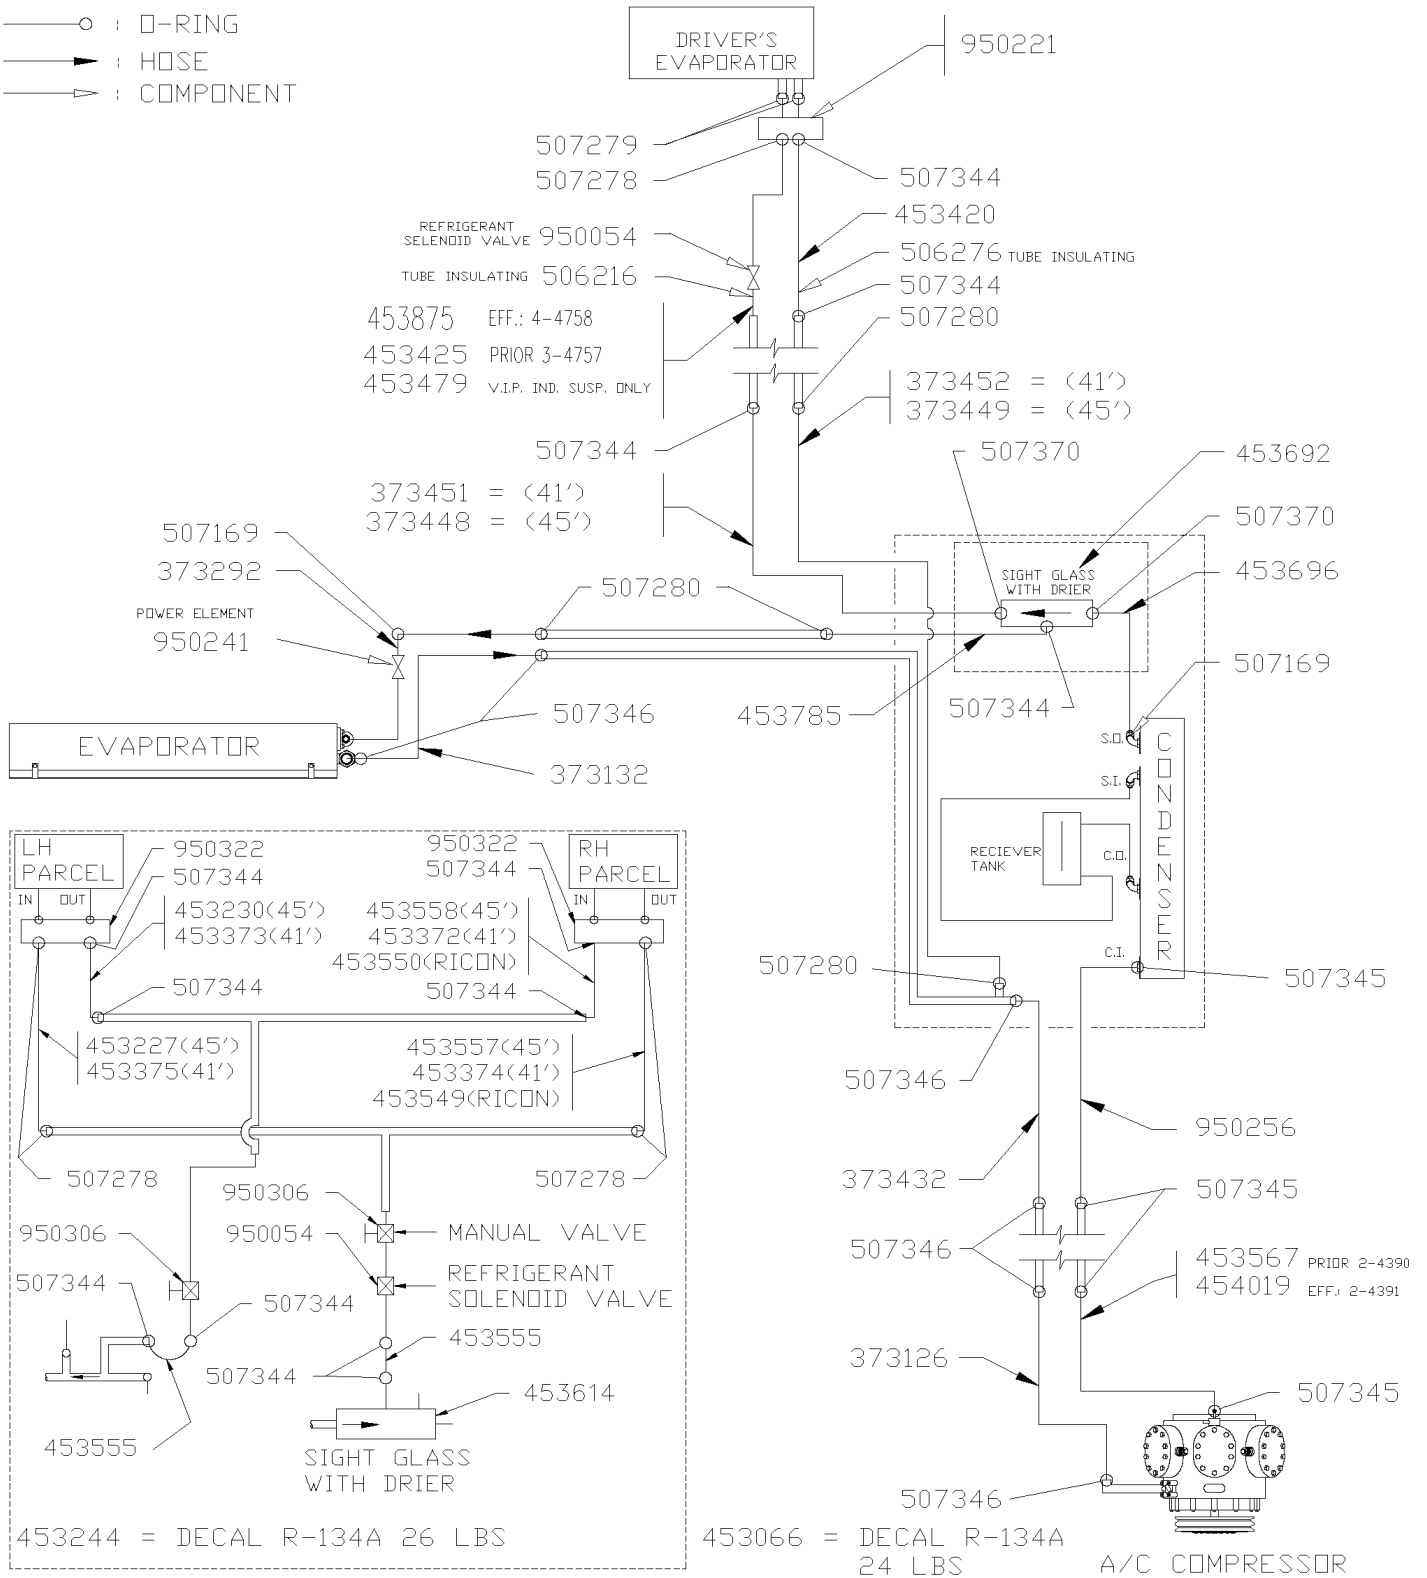 : O-RING
: HOSE
: COMPONENT
DRIVER'S
EVAPORATOR
950221
507279
507278
507344
453420
REFRIGERANT
SELENOID VALVE 950054
506276 TUBE INSULATING
TUBE INSULATING 506216
507344
453875 EFF.: 4-4758
507280
453425 PRIOR 3-4757
453479 V.I.P. IND. SUSP. ONLY
373452 = (41')
373449 = (45')
507344
507370
453692
373451 = (41')
373448 = (45')
507169
507370
373292
SIGHT GLASS
WITH DRIER
453696
507280
POWER ELEMENT
950241
507169
507346
453785
507344
EVAPORATOR
373132
S.O.
S.I.
CONDENSER
RECIEVER
TANK
C.O.
C.I.
507280
507345
507346
950256
373432
507345
507346
453567 PRIOR 2-4390
454019 EFF.: 2-4391
373126
507345
507346
LH
PARCEL
950322
507344
950322
507344
RH
PARCEL
IN
OUT
IN
OUT
453230(45')
453373(41')
453558(45')
453372(41')
453550(RICON)
507344
507344
453227(45')
453375(41')
453557(45')
453374(41')
453549(RICON)
507278
507278
950306
950306
950054
MANUAL VALVE
507344
REFRIGERANT
SOLENOID VALVE
507344
453555
507344
453614
453555
SIGHT GLASS
WITH DRIER
453244 = DECAL R-134A 26 LBS
453066 = DECAL R-134A
24 LBS
A/C COMPRESSOR